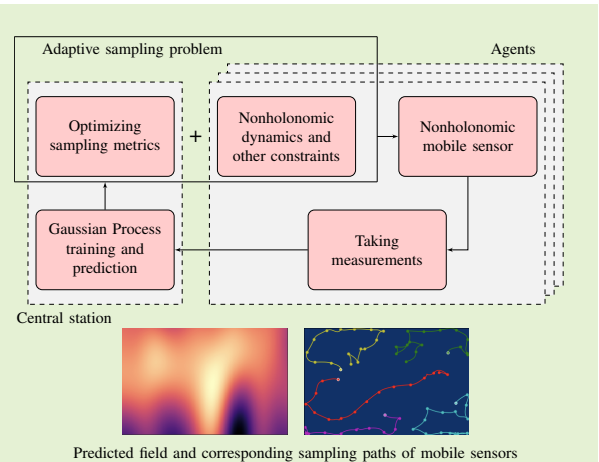 Adaptive sampling problem
Agents
Optimizing
sampling metrics
+
Nonholonomic
dynamics and
other constraints
Nonholonomic
mobile sensor
Gaussian Process
training and
prediction
Taking
measurements
Central station
Predicted field and corresponding sampling paths of mobile sensors